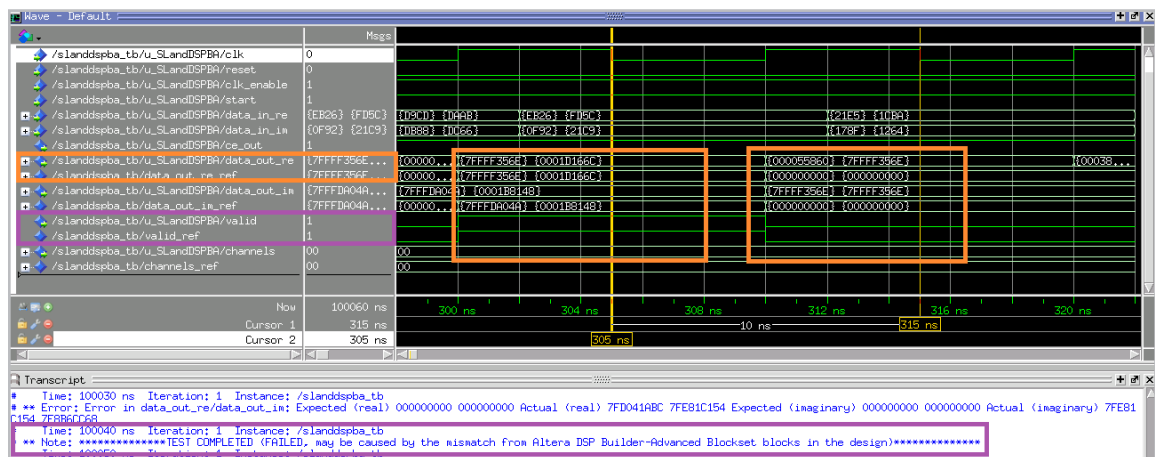 Wave - Default
Msgs
/slanddspba_tb/u_SLandDSPBA/clk 0
/slanddspba_tb/u_SLandDSPBA/reset 0
/slanddspba_tb/u_SLandDSPBA/clk_enable 1
/slanddspba_tb/u_SLandDSPBA/start 1
/slanddspba_tb/u_SLandDSPBA/data_in_re {EB26} {FD5C} {D9CD} {DAAB} {EB26} {FD5C} {21E5} {1CBA}
/slanddspba_tb/u_SLandDSPBA/data_in_im {0F92} {21C9} {DB88} {DC66} {0F92} {21C9} {178F} {1264}
/slanddspba_tb/u_SLandDSPBA/ce_out 1
/slanddspba_tb/u_SLandDSPBA/data_out_re {7FFFF356E... {00000... {7FFFF356E} {0001D166C} {000055860} {7FFFF356E} {00038...
/slanddspba_tb/data_out_re_ref {7FFFF356E... {00000... {7FFFF356E} {0001D166C} {000000000} {000000000}
/slanddspba_tb/u_SLandDSPBA/data_out_im {7FFFDA04A... {7FFFDA04A} {0001B8148} {7FFFF356E} {7FFFF356E}
/slanddspba_tb/data_out_im_ref {7FFFDA04A... {00000... {7FFFDA04A} {0001B8148} {000000000} {000000000}
/slanddspba_tb/u_SLandDSPBA/valid 1
/slanddspba_tb/valid_ref 1
/slanddspba_tb/u_SLandDSPBA/channels 00 00
/slanddspba_tb/channels_ref 00 00
Now 100060 ns 300 ns 304 ns 308 ns 312 ns 316 ns 320 ns
Cursor 1 315 ns 10 ns 315 ns
Cursor 2 305 ns 305 ns
Transcript
# Time: 100030 ns Iteration: 1 Instance: /slanddspba_tb
# ** Error: Error in data_out_re/data_out_im: Expected (real) 000000000 000000000 Actual (real) 7FD041ABC 7FE81C154 Expected (imaginary) 000000000 000000000 Actual (imaginary) 7FE81
C154 7E8B6CC68
Time: 100040 ns Iteration: 1 Instance: /slanddspba_tb
** Note: **************TEST COMPLETED (FAILED, may be caused by the mismatch from Altera DSP Builder-Advanced Blockset blocks in the design)**************